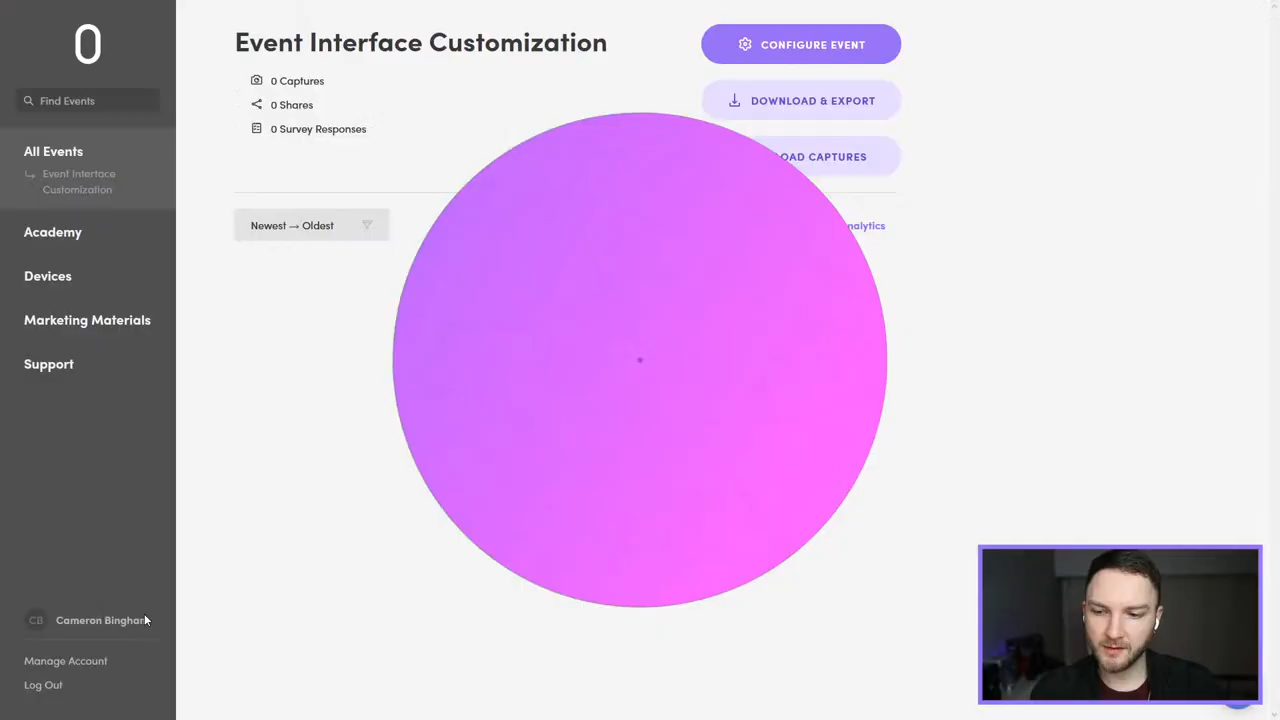 0
Event Interface Customization
CONFIGURE EVENT
Find Events
0 Captures
0 Shares
0 Survey Responses
DOWNLOAD & EXPORT
OAD CAPTURES
All Events
Event Interface
Customization
Newest → Oldest
nalytics
Academy
Devices
Marketing Materials
Support
CB
Cameron Bingham
Manage Account
Log Out